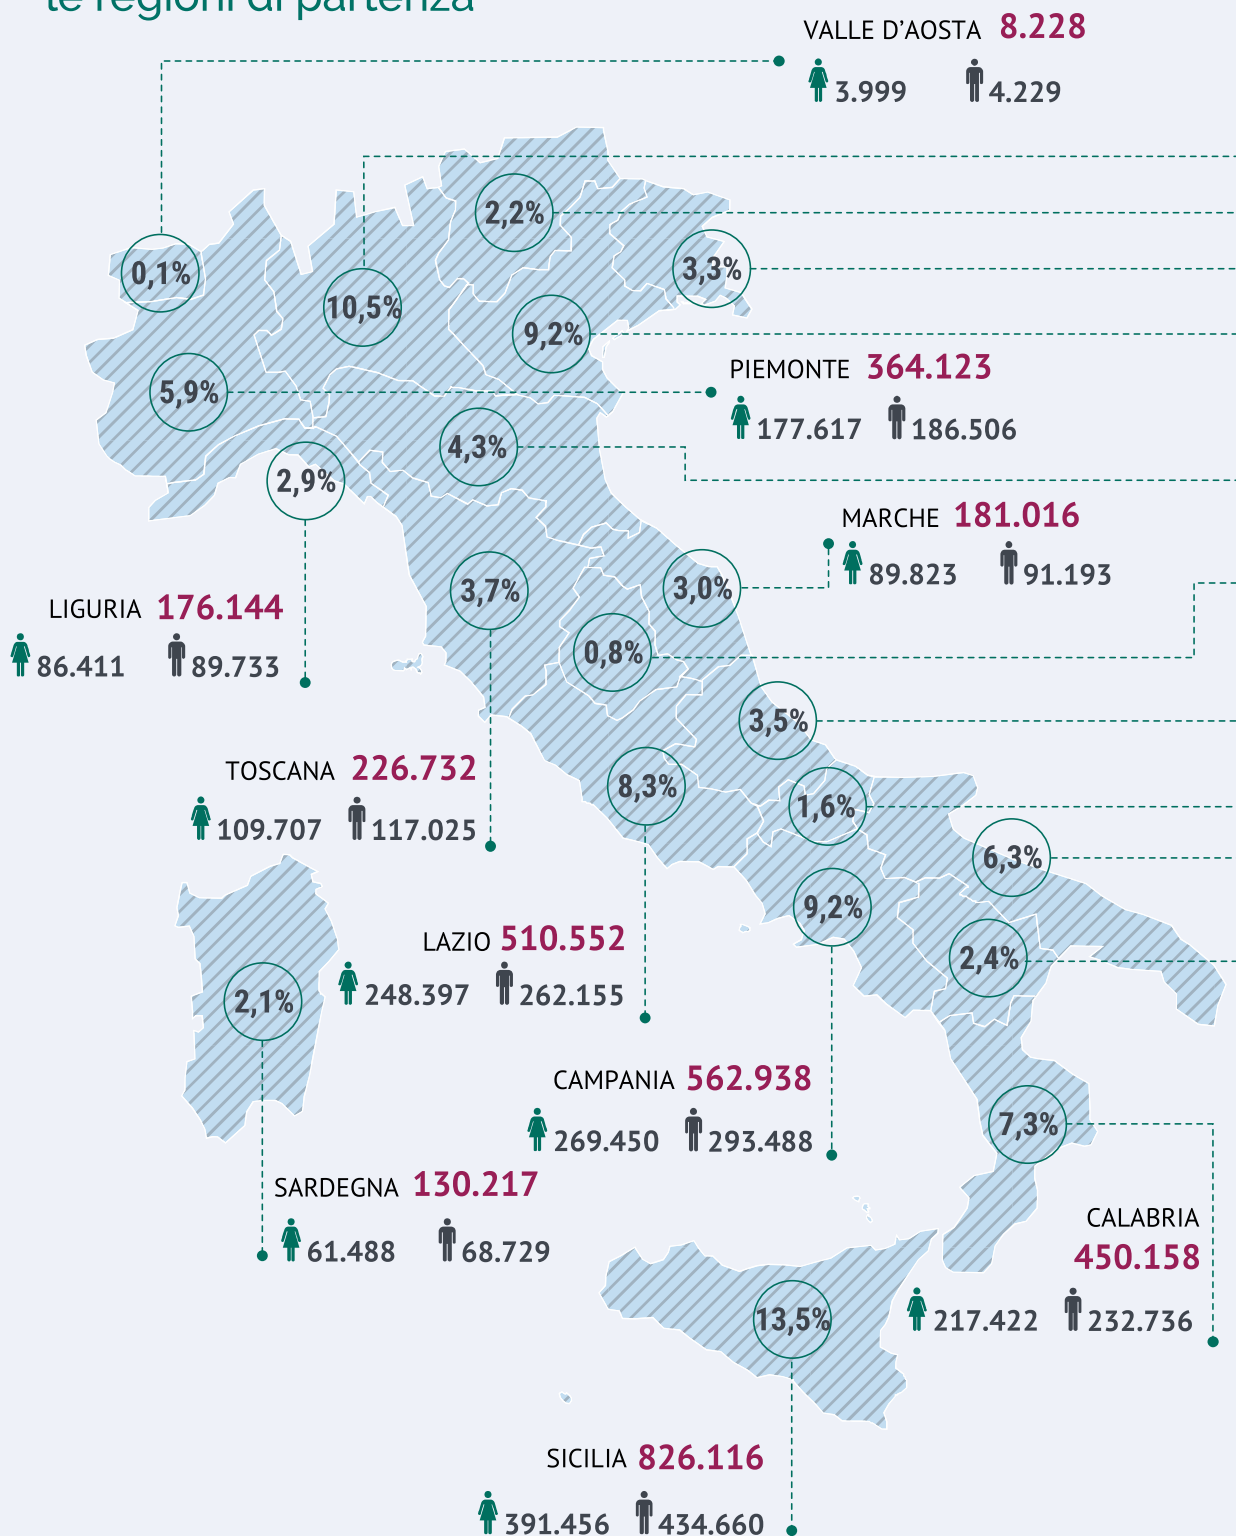 le regioni di partenza
VALLE D'AOSTA 8.228
3.999 4.229
2,2%
0,1%
3,3%
10,5%
9,2%
PIEMONTE 364.123
177.617 186.506
5,9%
4,3%
2,9%
MARCHE 181.016
89.823 91.193
3,7%
3,0%
LIGURIA 176.144
86.411 89.733
0,8%
3,5%
TOSCANA 226.732
109.707 117.025
8,3%
1,6%
6,3%
9,2%
LAZIO 510.552
248.397 262.155
2,4%
2,1%
CAMPANIA 562.938
269.450 293.488
7,3%
SARDEGNA 130.217
61.488 68.729
CALABRIA
450.158
217.422 232.736
13,5%
SICILIA 826.116
391.456 434.660